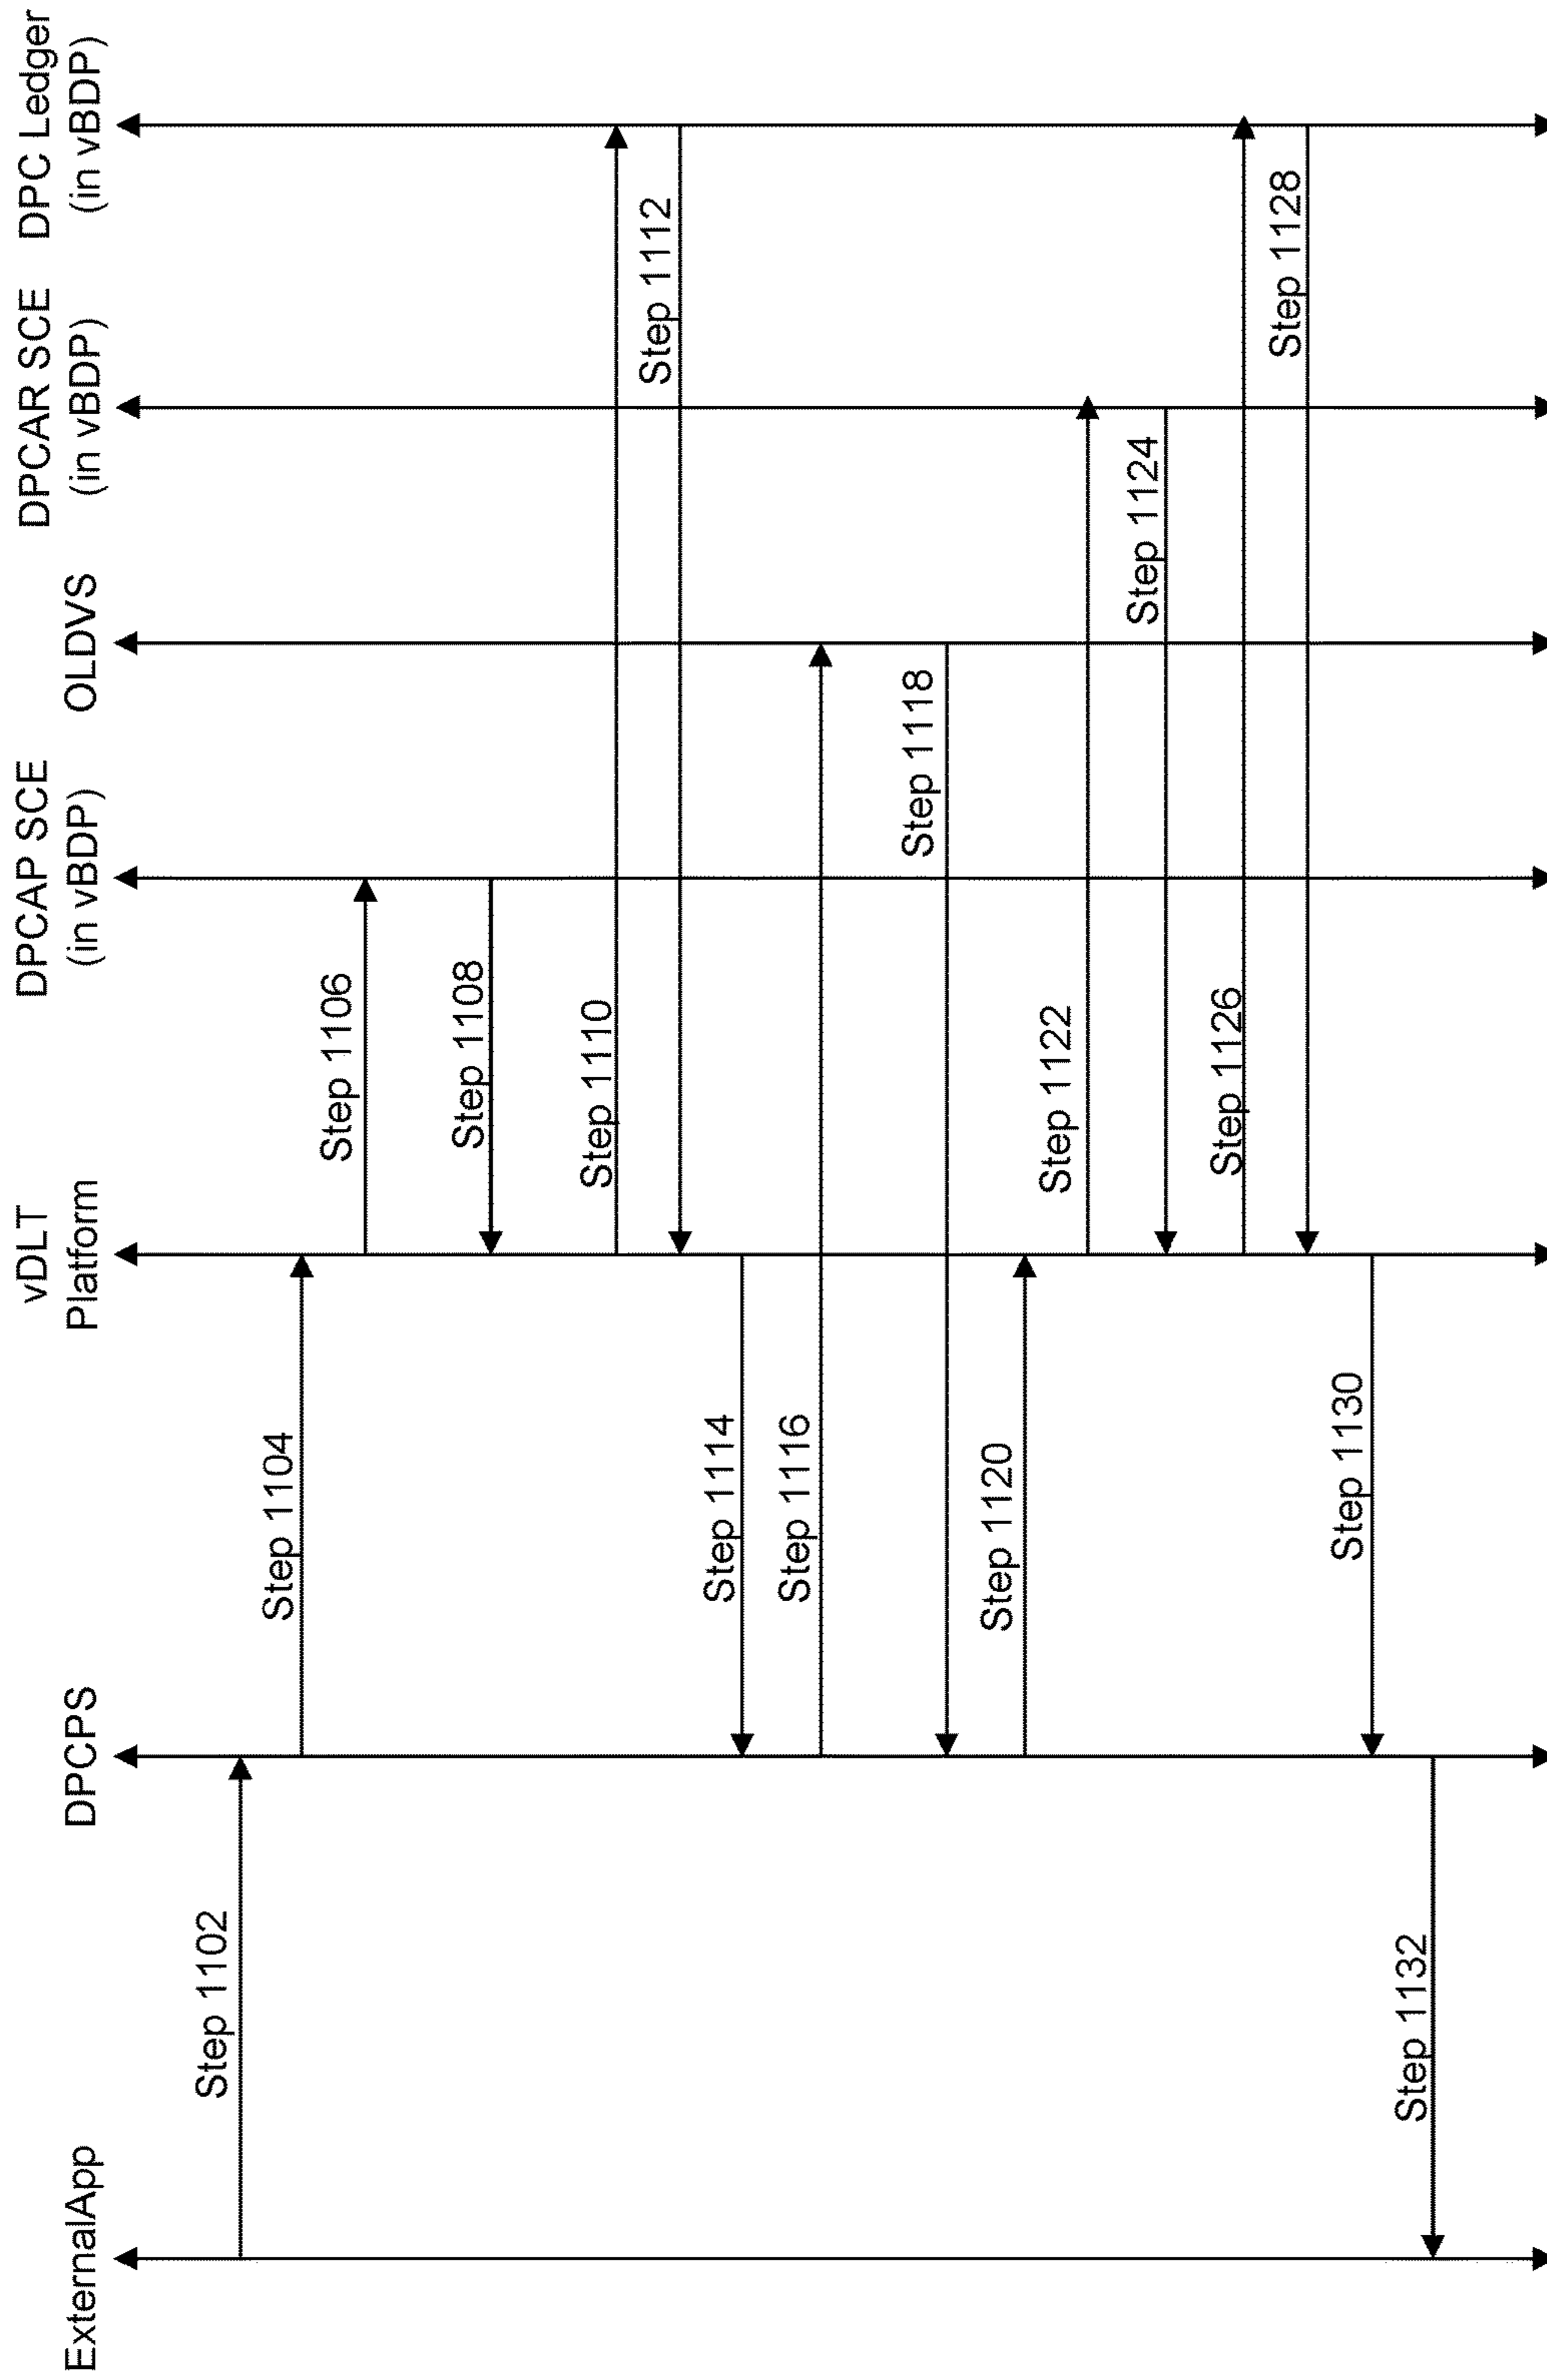 ExternalApp
DPCPS
vDLT
Platform
DPCAP SCE
(in vBDP)
OLDVS
DPCAR SCE
(in vBDP)
DPC Ledger
(in vBDP)
Step 1102
Step 1104
Step 1106
Step 1108
Step 1110
Step 1112
Step 1114
Step 1116
Step 1118
Step 1120
Step 1122
Step 1124
Step 1126
Step 1128
Step 1130
Step 1132